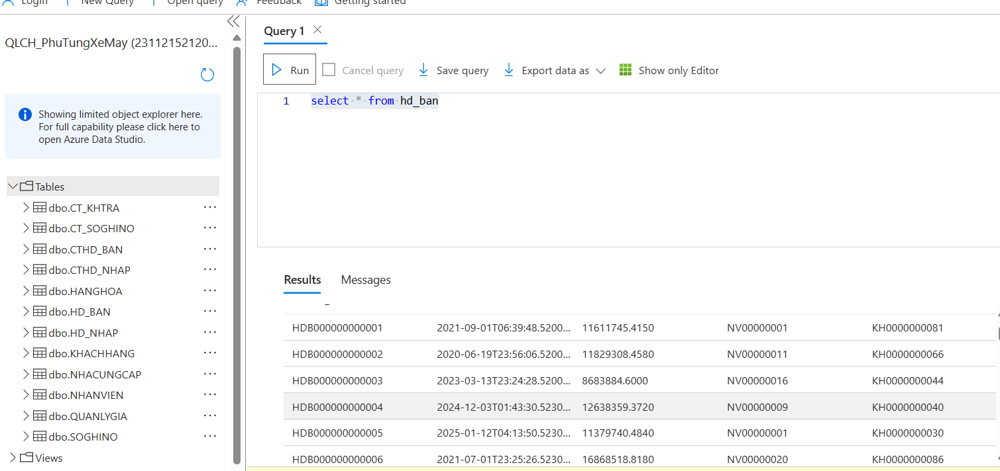 Login New Query Open query Feedback Getting started
QLCH_PhuTungXeMay (23112152120...
Showing limited object explorer here.
For full capability please click here to
open Azure Data Studio.
Tables
dbo.CT_KHTRA ...
dbo.CT_SOGHINO ...
dbo.CTHD_BAN ...
dbo.CTHD_NHAP ...
dbo.HANGHOA ...
dbo.HD_BAN ...
dbo.HD_NHAP ...
dbo.KHACHHANG ...
dbo.NHACUNGCAP ...
dbo.NHANVIEN ...
dbo.QUANLYGIA ...
dbo.SOGHINO ...
Views
Query 1
Run Cancel query Save query Export data as Show only Editor
1 select * from hd_ban
Results Messages
HDB000000000001 2021-09-01T06:39:48.5200... 11611745.4150 NV00000001 KH0000000081
HDB000000000002 2020-06-19T23:56:06.5200... 11829308.4580 NV00000011 KH0000000066
HDB000000000003 2023-03-13T23:24:28.5200... 8683884.6000 NV00000016 KH0000000044
HDB000000000004 2024-12-03T01:43:30.5230... 12638359.3720 NV00000009 KH0000000040
HDB000000000005 2025-01-12T04:13:50.5230... 11379740.4840 NV00000001 KH0000000030
HDB000000000006 2021-07-01T23:25:26.5230... 16868518.8180 NV00000020 KH0000000086